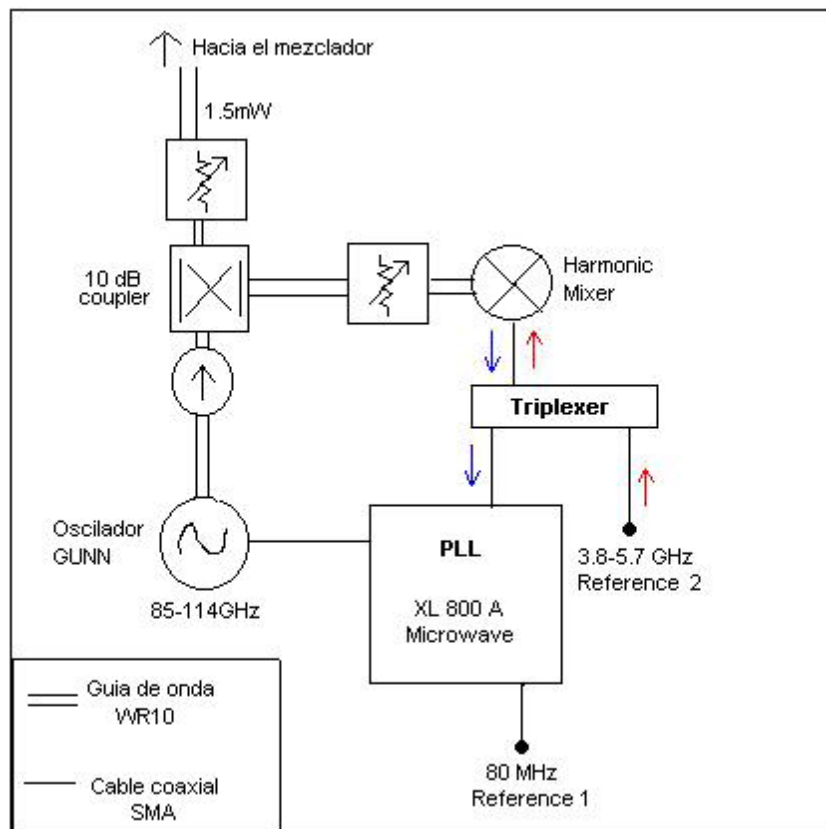 Hacia el mezclador
1.5mW
10 dB
coupler
Harmonic
Mixer
Triplexer
Oscilador
GUNN
85-114GHz
PLL
XL 800 A
Microwave
3.8-5.7 GHz
Reference 2
Guia de onda
WR10
Cable coaxial
SMA
80 MHz
Reference 1